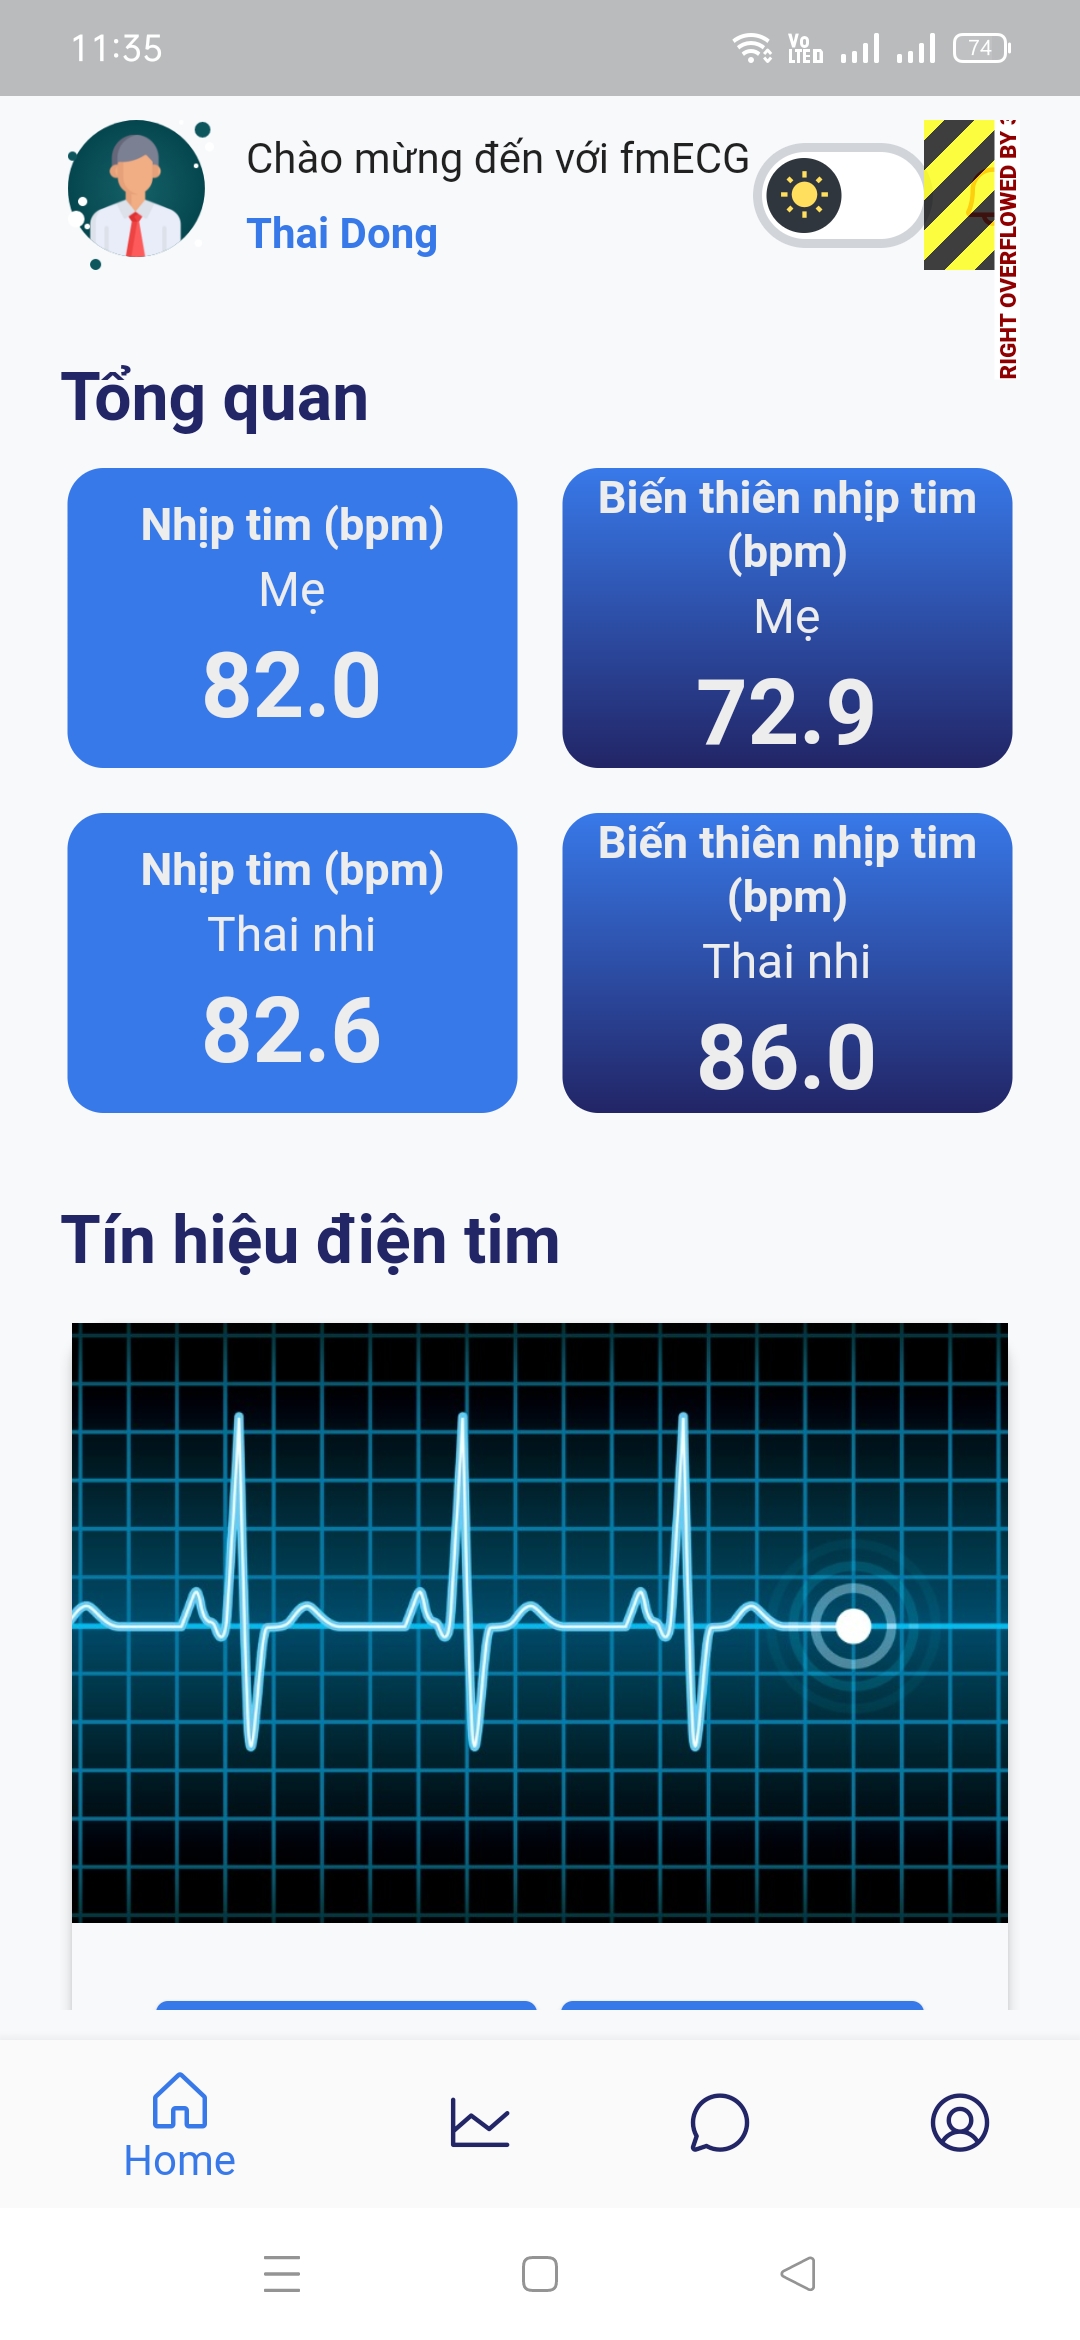 11:35
Vo
LTE
74
Chào mừng đến với fmECG
Thai Dong
RIGHT OVERFLOWED BY
Tổng quan
Nhịp tim (bpm)
Mẹ
82.0
Biến thiên nhịp tim
(bpm)
Mẹ
72.9
Nhịp tim (bpm)
Thai nhi
82.6
Biến thiên nhịp tim
(bpm)
Thai nhi
86.0
Tín hiệu điện tim
Home